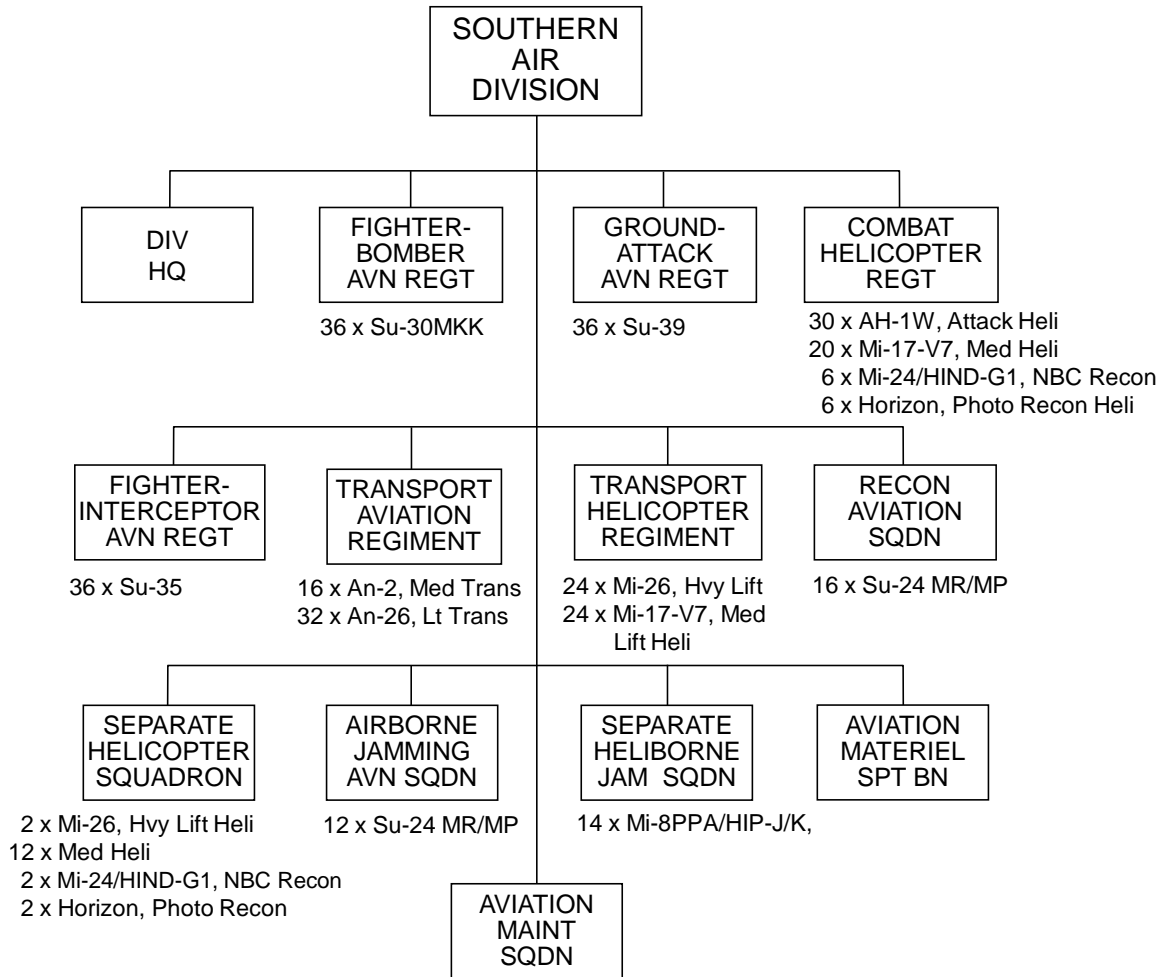 SOUTHERN
AIR
DIVISION
DIV
HQ
FIGHTER-
BOMBER
AVN REGT
36 x Su-30MKK
GROUND-
ATTACK
AVN REGT
36 x Su-39
COMBAT
HELICOPTER
REGT
30 x AH-1W, Attack Heli
20 x Mi-17-V7, Med Heli
6 x Mi-24/HIND-G1, NBC Recon
6 x Horizon, Photo Recon Heli
FIGHTER-
INTERCEPTOR
AVN REGT
36 x Su-35
TRANSPORT
AVIATION
REGIMENT
16 x An-2, Med Trans
32 x An-26, Lt Trans
TRANSPORT
HELICOPTER
REGIMENT
24 x Mi-26, Hvy Lift
24 x Mi-17-V7, Med
Lift Heli
RECON
AVIATION
SQDN
16 x Su-24 MR/MP
SEPARATE
HELICOPTER
SQUADRON
2 x Mi-26, Hvy Lift Heli
12 x Med Heli
2 x Mi-24/HIND-G1, NBC Recon
2 x Horizon, Photo Recon
AIRBORNE
JAMMING
AVN SQDN
12 x Su-24 MR/MP
SEPARATE
HELIBORNE
JAM SQDN
14 x Mi-8PPA/HIP-J/K,
AVIATION
MATERIEL
SPT BN
AVIATION
MAINT
SQDN